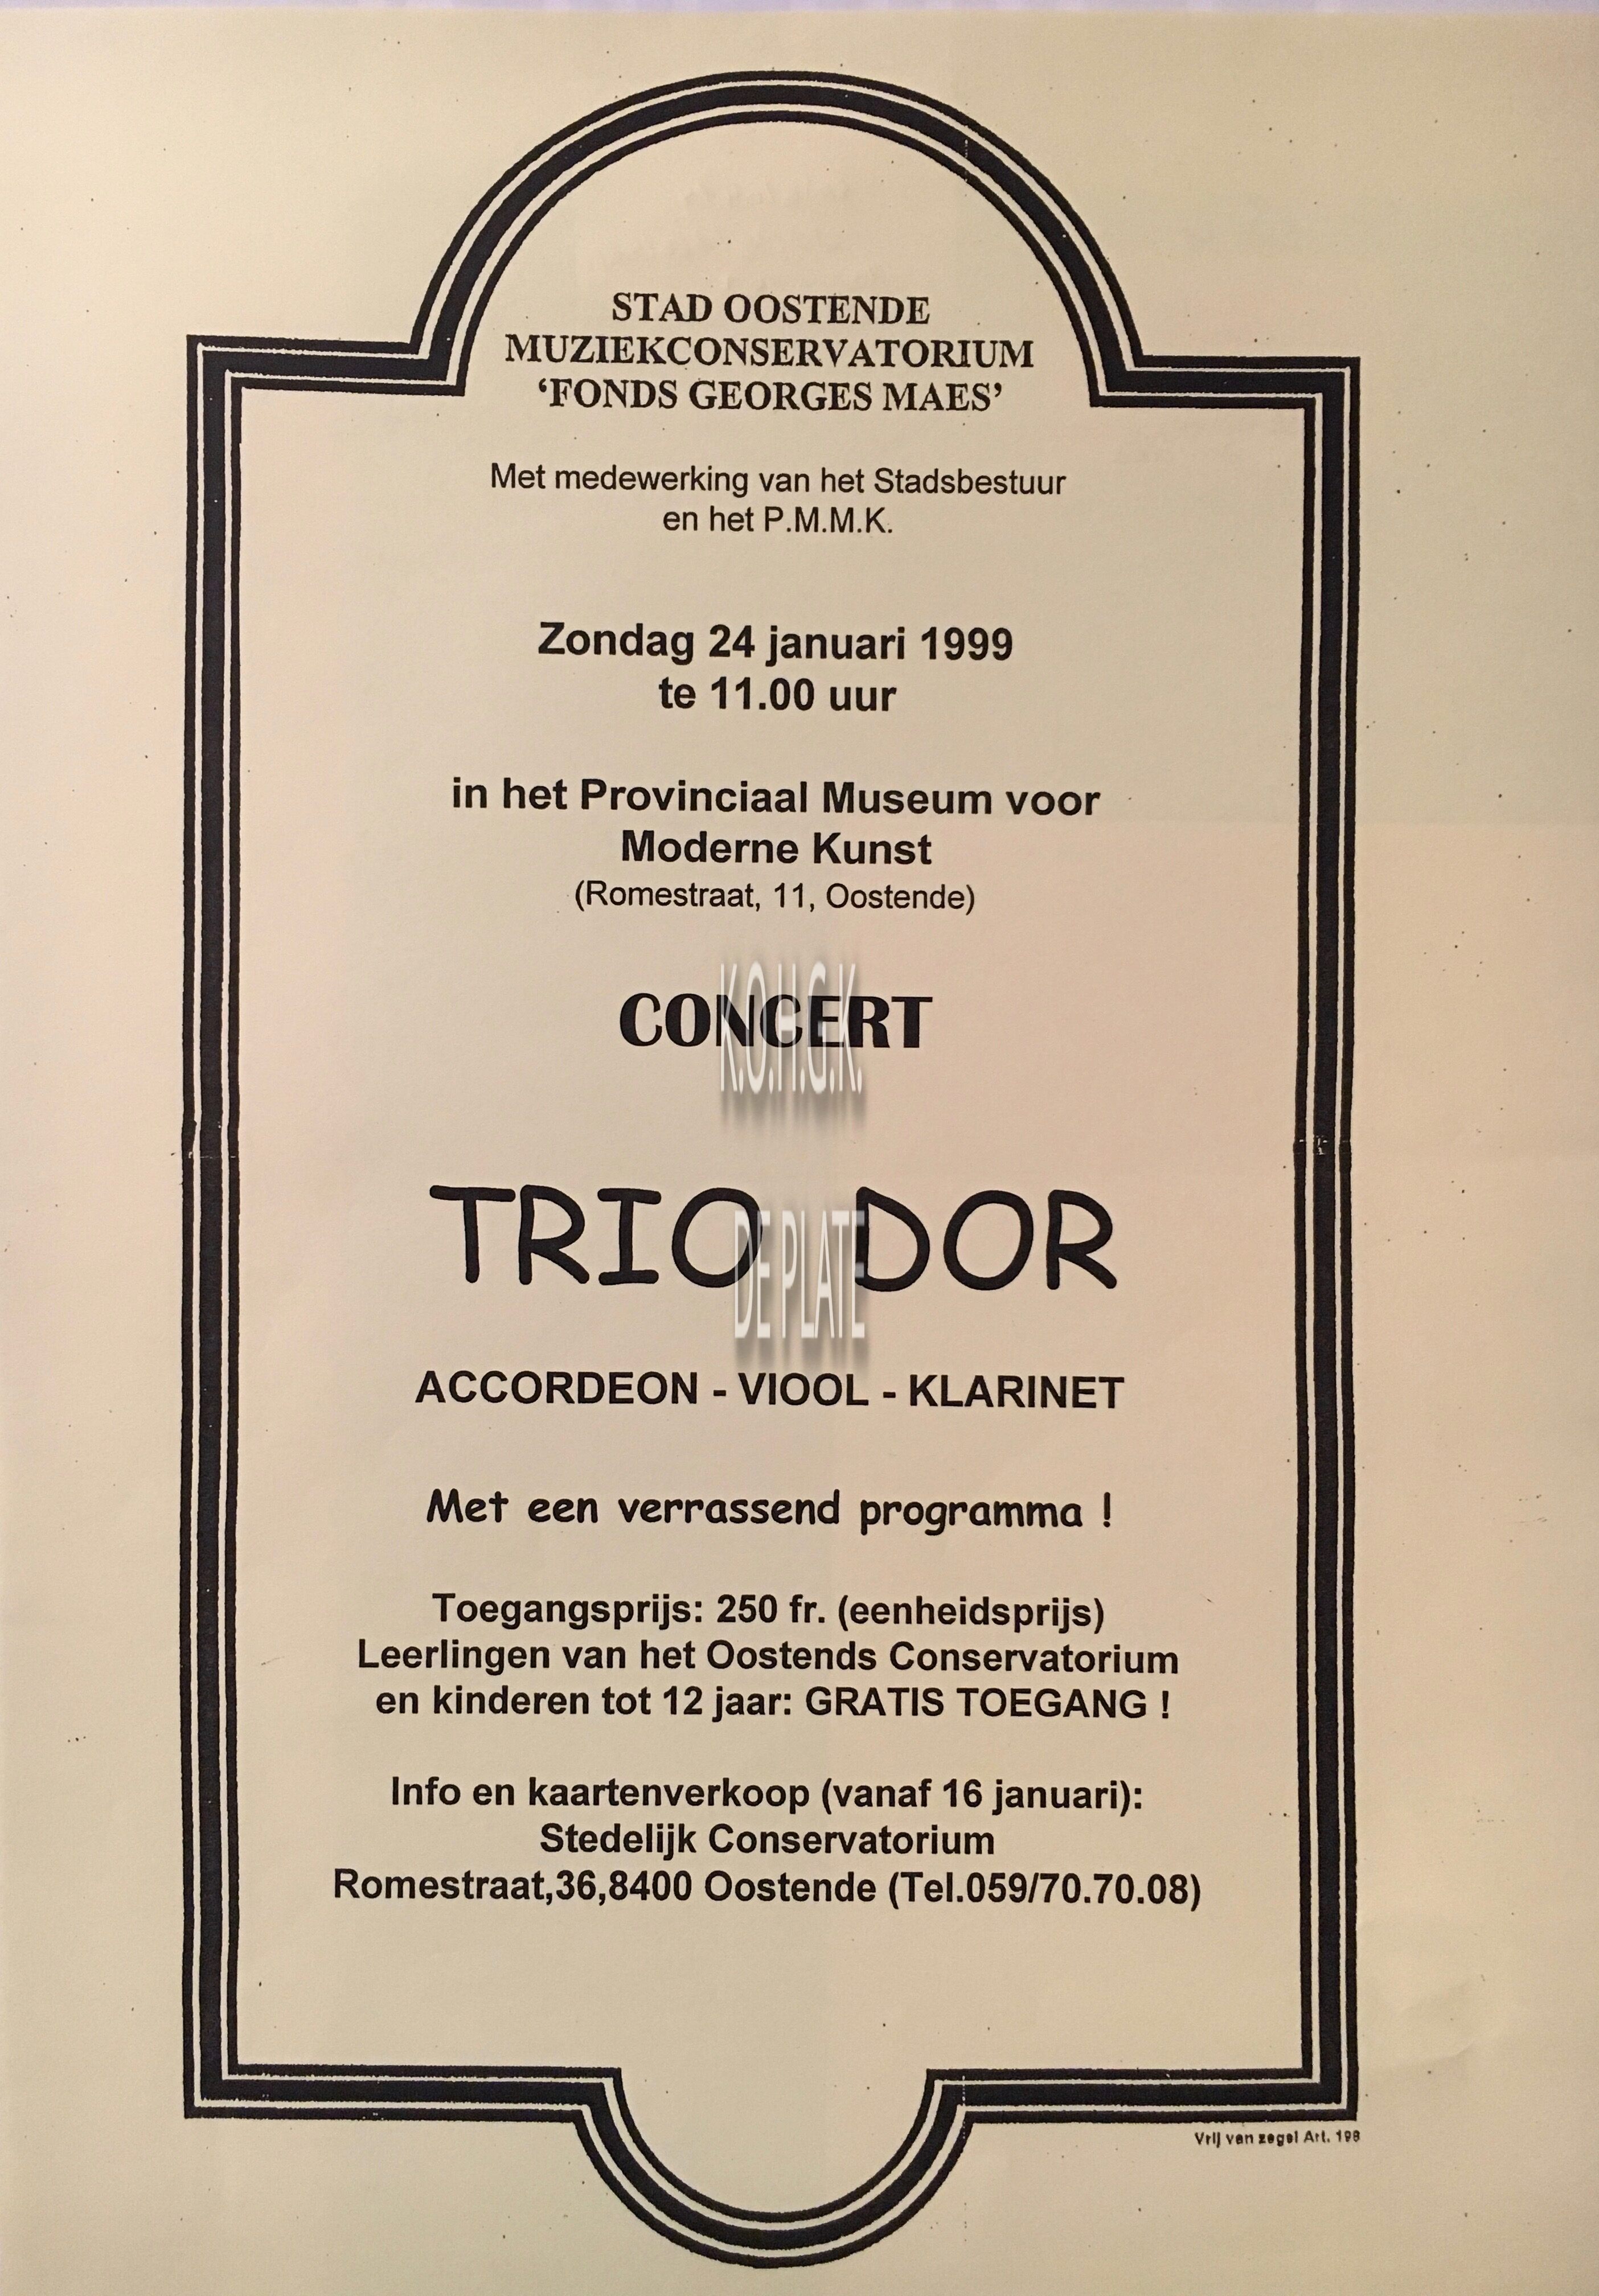 STAD OOSTENDE
MUZIEKCONSERVATORIUM
‘FONDS GEORGES MAES’
Met medewerking van het Stadsbestuur
en het P.M.M.K.
Zondag 24 januari 1999
te 11.00 uur
in het Provinciaal Museum voor
Moderne Kunst
(Romestraat, 11, Oostende)
CONCERT
K.O.H.G.K.
TRIO DOR
DE PLATE
ACCORDEON - VIOOL - KLARINET
Met een verrassend programma !
Toegangsprijs: 250 fr. (eenheidsprijs)
Leerlingen van het Oostends Conservatorium
en kinderen tot 12 jaar: GRATIS TOEGANG !
Info en kaartenverkoop (vanaf 16 januari):
Stedelijk Conservatorium
Romestraat,36,8400 Oostende (Tel.059/70.70.08)
Vrij van zegel Art. 198